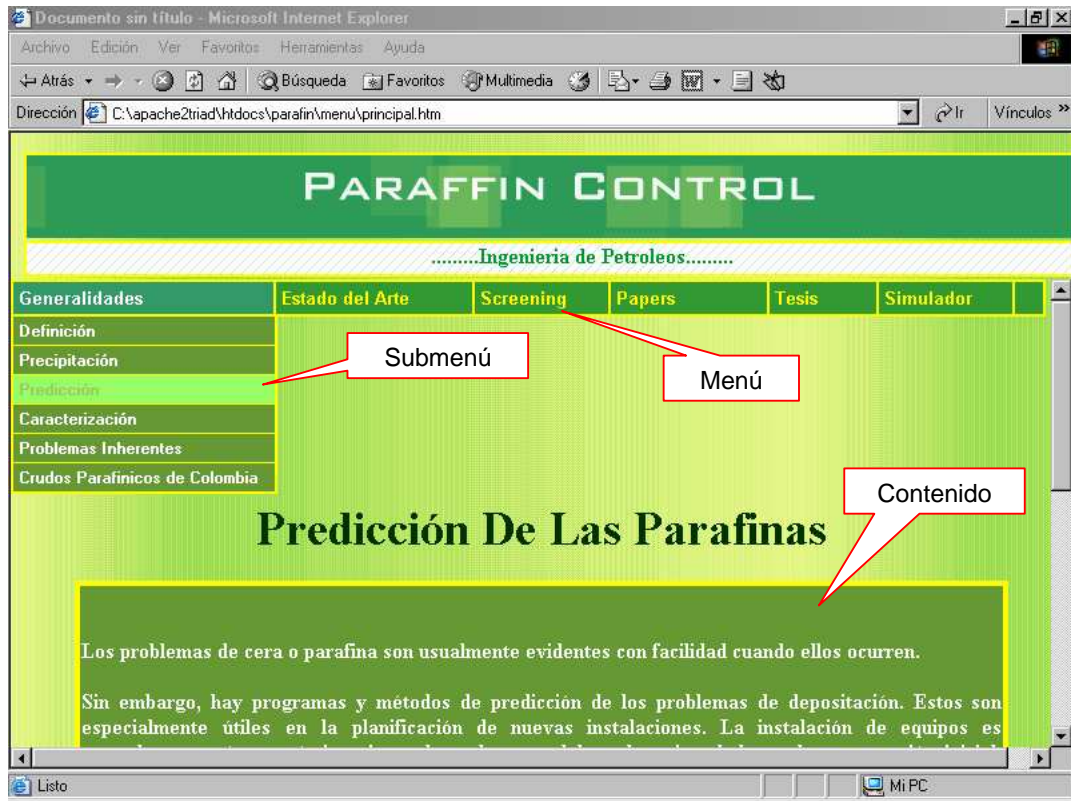 Documento sin título - Microsoft Internet Explorer
Archivo Edición Ver Favoritos Herramientas Ayuda
Atrás Búsqueda Favoritos Multimedia
Dirección C:\apache2triad\htdocs\parafin\menu\principal.htm Ir Vínculos »
PARAFFIN CONTROL
.........Ingenieria de Petroleos.........
Generalidades Estado del Arte Screening Papers Tesis Simulador
Definición
Precipitación
Submenú
Menú
Predicción
Caracterización
Problemas Inherentes
Crudos Parafinicos de Colombia
Contenido
Predicción De Las Parafinas
Los problemas de cera o parafina son usualmente evidentes con facilidad cuando ellos ocurren.
Sin embargo, hay programas y métodos de predicción de los problemas de depositación. Estos son
especialmente útiles en la planificación de nuevas instalaciones. La instalación de equipos es
Listo Mi PC